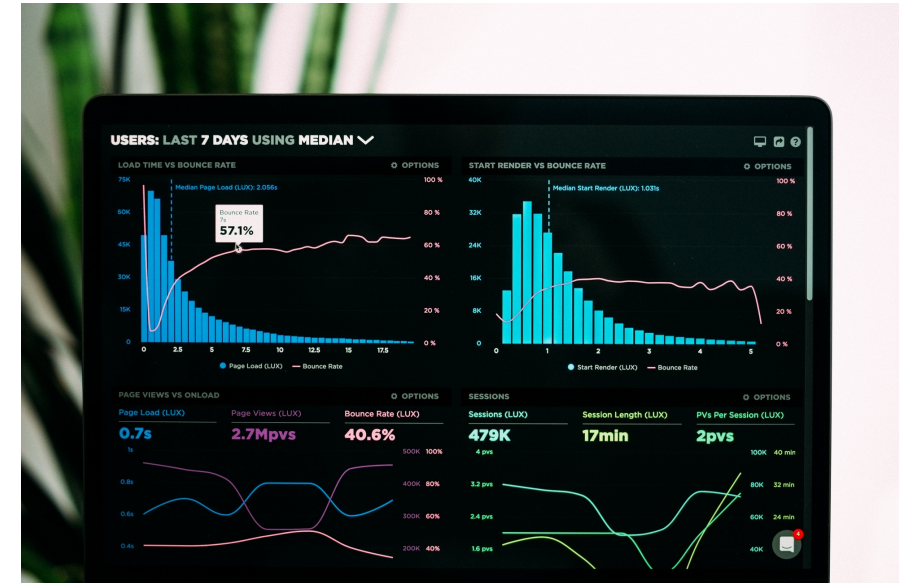 USERS: LAST 7 DAYS USING MEDIAN
LOAD TIME VS BOUNCE RATE
OPTIONS
75K
100 %
Median Page Load (LUX): 2.056s
60K
80 %
Bounce Rate
7s
57.1%
45K
60 %
30K
40 %
15K
20 %
0
0 %
0 2.5 5 7.5 10 12.5 15 17.5
Page Load (LUX) Bounce Rate
START RENDER VS BOUNCE RATE
OPTIONS
40K
100 %
Median Start Render (LUX): 1.031s
32K
80 %
24K
60 %
16K
40 %
8K
20 %
0
0 %
0 1 2 3 4 5
Start Render (LUX) Bounce Rate
PAGE VIEWS VS ONLOAD
OPTIONS
Page Load (LUX) Page Views (LUX) Bounce Rate (LUX)
0.7s 2.7Mpvs 40.6%
1s
500K 100%
0.8s
400K 80%
0.6s
300K 60%
0.4s
200K 40%
SESSIONS
OPTIONS
Sessions (LUX) Session Length (LUX) PVs Per Session (LUX)
479K 17min 2pvs
4 pvs
100K 40 min
3.2 pvs
80K 32 min
2.4 pvs
60K 24 min
1.6 pvs
40K
4